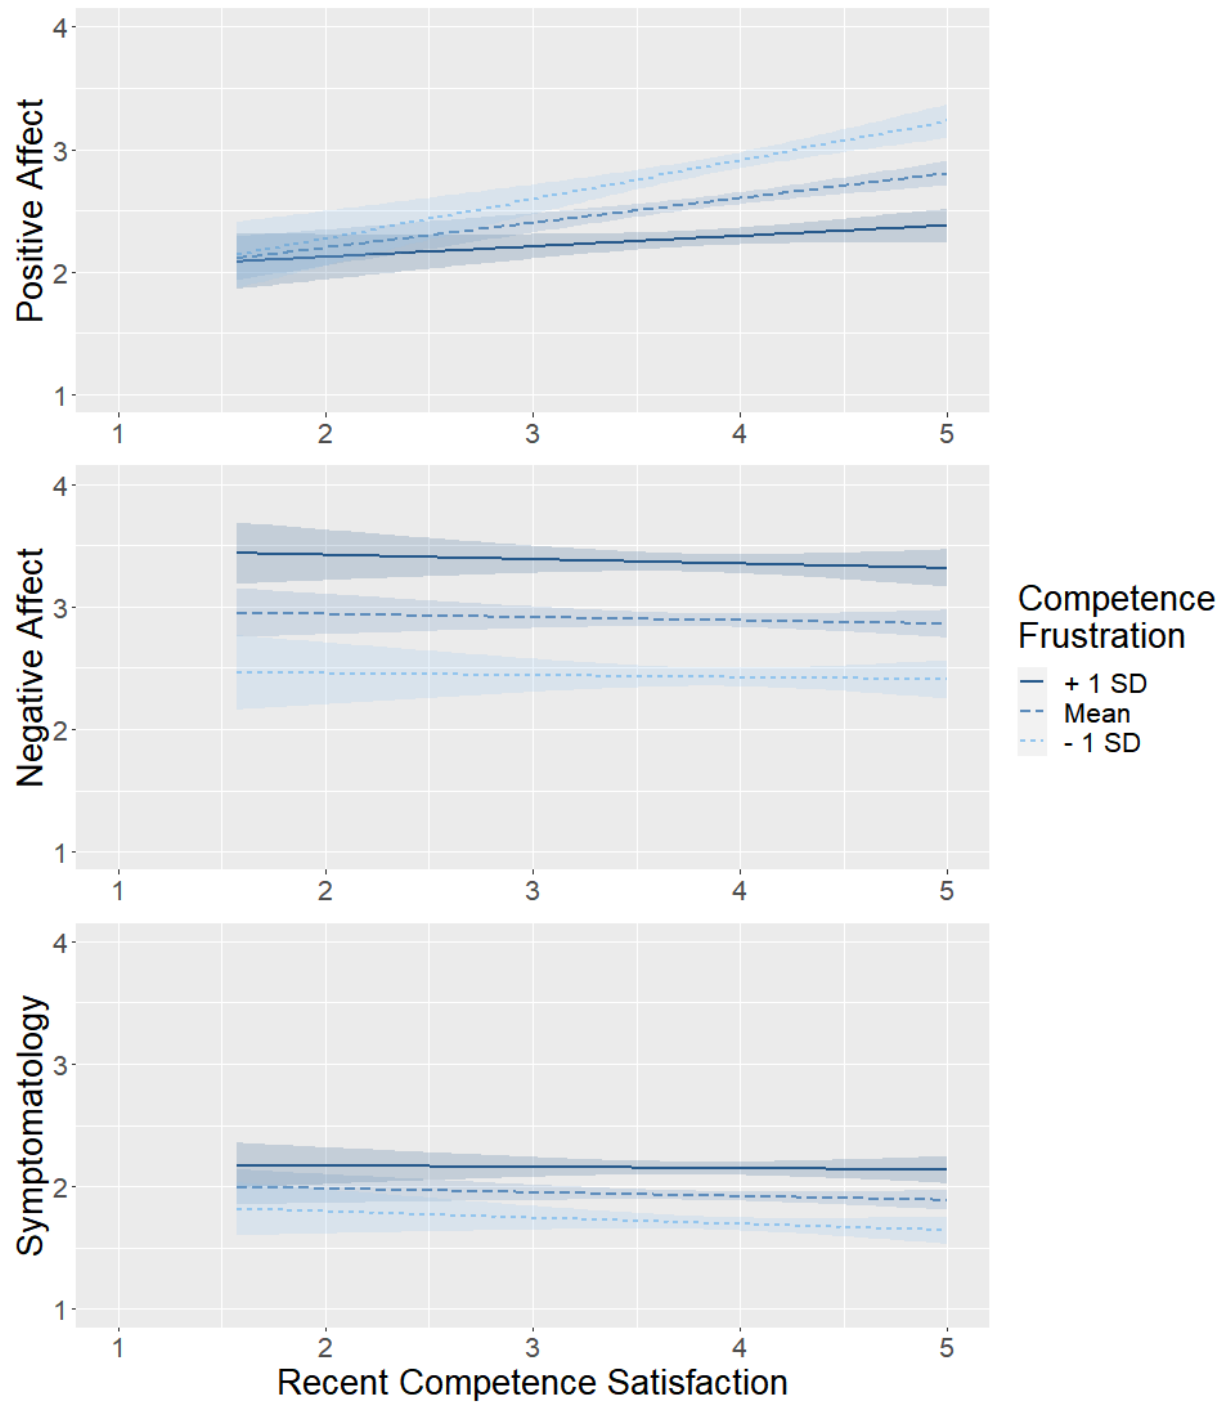 4
3
2
1
Positive Affect
1 2 3 4 5
4
3
2
1
Negative Affect
1 2 3 4 5
4
3
2
1
Symptomatology
1 2 3 4 5
Recent Competence Satisfaction
Competence
Frustration
+ 1 SD
Mean
- 1 SD